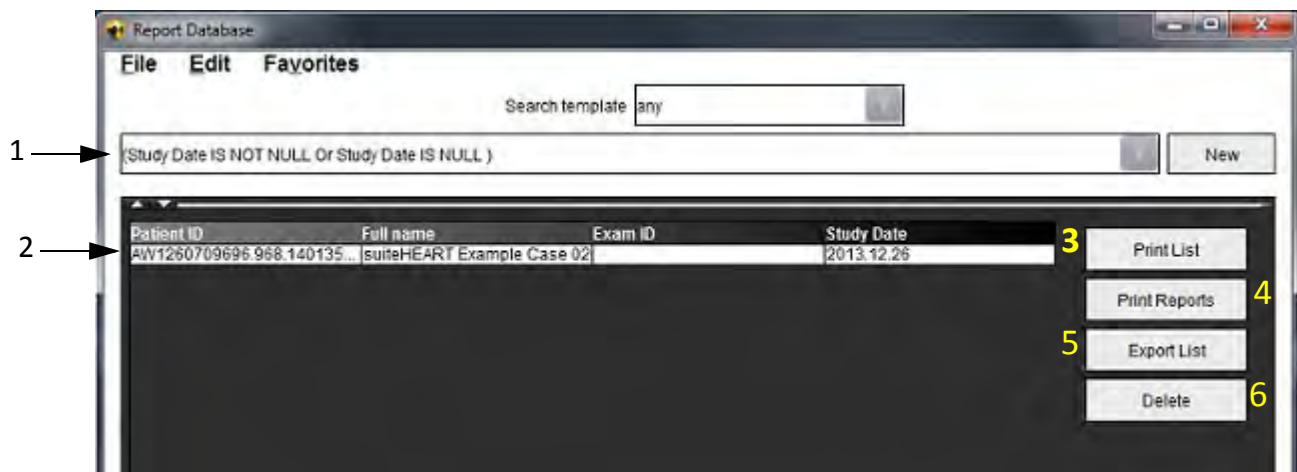 Report Database
File Edit Favorites
Search template any
1
(Study Date IS NOT NULL Or Study Date IS NULL )
New
Patient ID Full name Exam ID Study Date
2
AW1260709696.968.140135... suiteHEART Example Case 02 2013.12.26
3 Print List
Print Reports 4
5 Export List
Delete 6